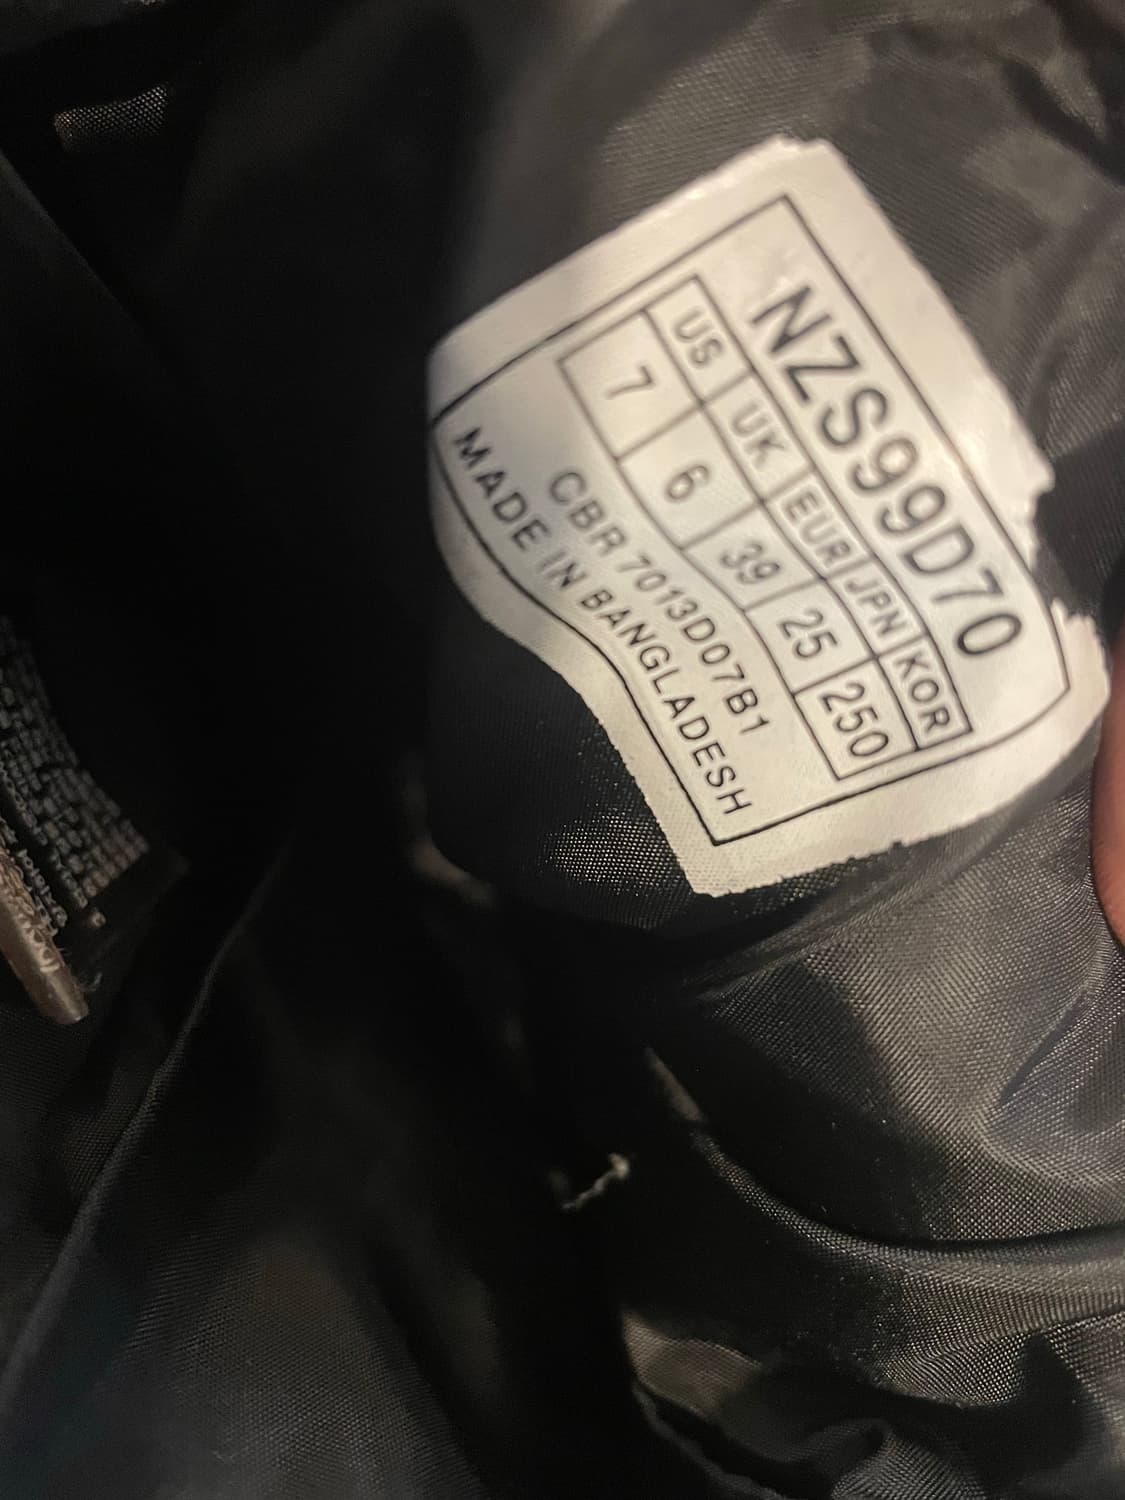 NZS99D70
US UK EUR JPN KOR
7 6 39 25 250
CBR 7013D07B1
MADE IN BANGLADESH